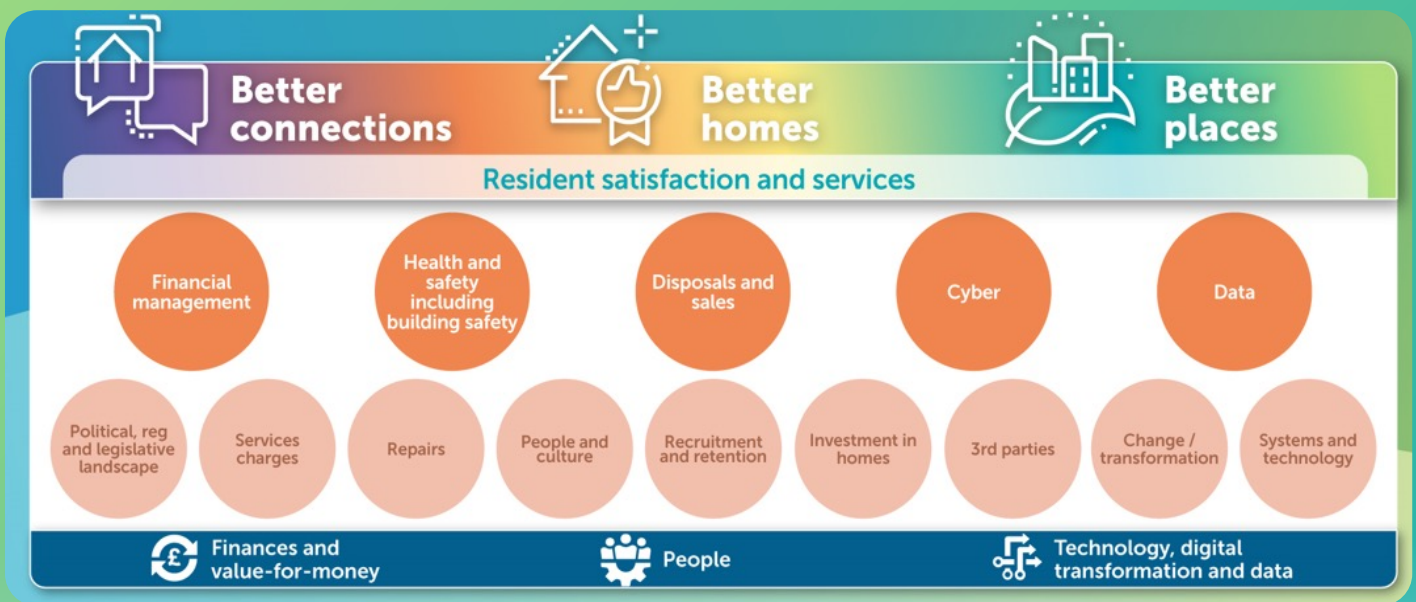 Better
connections
Better
homes
Better
places
Resident satisfaction and services
Financial
management
Health and
safety
including
building safety
Disposals and
sales
Cyber
Data
Political, reg
and legislative
landscape
Services
charges
Repairs
People and
culture
Recruitment
and retention
Investment in
homes
3rd parties
Change /
transformation
Systems and
technology
£
Finances and
value-for-money
People
Technology, digital
transformation and data